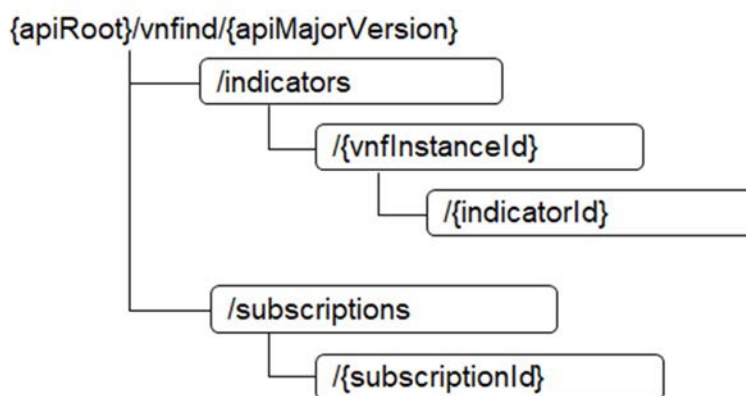 {apiRoot}/vnfind/{apiMajorVersion}
/indicators
/{vnfInstanceId}
/{indicatorId}
/subscriptions
/{subscriptionId}